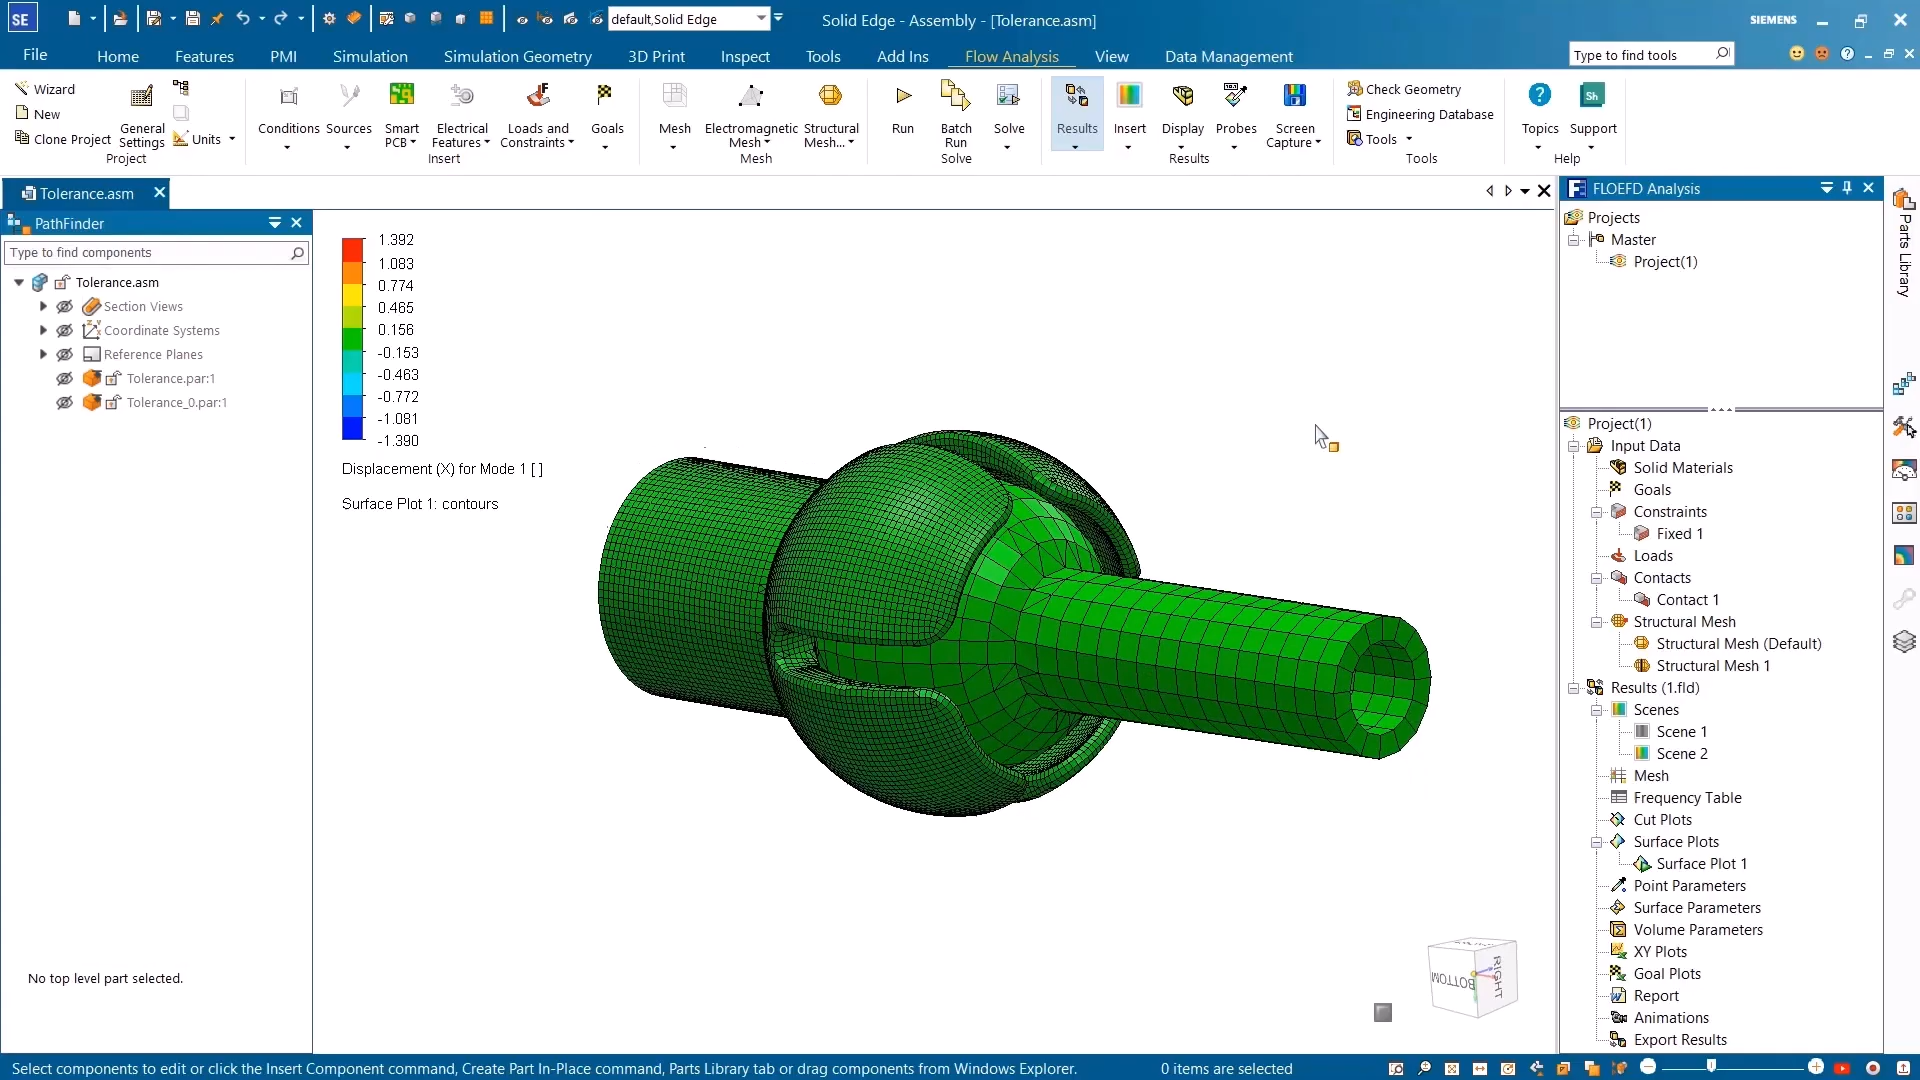 SE
default,Solid Edge
Solid Edge - Assembly - [Tolerance.asm]
SIEMENS
File
Home
Features
PMI
Simulation
Simulation Geometry
3D Print
Inspect
Tools
Add Ins
Flow Analysis
View
Data Management
Type to find tools
Wizard
New
Clone Project
General Settings
Units
Project
Conditions
Sources
Smart PCB
Electrical Features
Loads and Constraints
Goals
Insert
Mesh
Electromagnetic Mesh
Structural Mesh...
Mesh
Run
Batch Run
Solve
Solve
Results
Insert
Display
Probes
Screen Capture
Results
Check Geometry
Engineering Database
Tools
Tools
Topics
Support
Help
Tolerance.asm
PathFinder
Type to find components
Tolerance.asm
Section Views
Coordinate Systems
Reference Planes
Tolerance.par:1
Tolerance_0.par:1
No top level part selected.
1.392
1.083
0.774
0.465
0.156
-0.153
-0.463
-0.772
-1.081
-1.390
Displacement (X) for Mode 1 [ ]
Surface Plot 1: contours
BOTTOM
RIGHT
FLOEFD Analysis
Projects
Master
Project(1)
Project(1)
Input Data
Solid Materials
Goals
Constraints
Fixed 1
Loads
Contacts
Contact 1
Structural Mesh
Structural Mesh (Default)
Structural Mesh 1
Results (1.fld)
Scenes
Scene 1
Scene 2
Mesh
Frequency Table
Cut Plots
Surface Plots
Surface Plot 1
Point Parameters
Surface Parameters
Volume Parameters
XY Plots
Goal Plots
Report
Animations
Export Results
Parts Library
Select components to edit or click the Insert Component command, Create Part In-Place command, Parts Library tab or drag components from Windows Explorer.
0 items are selected